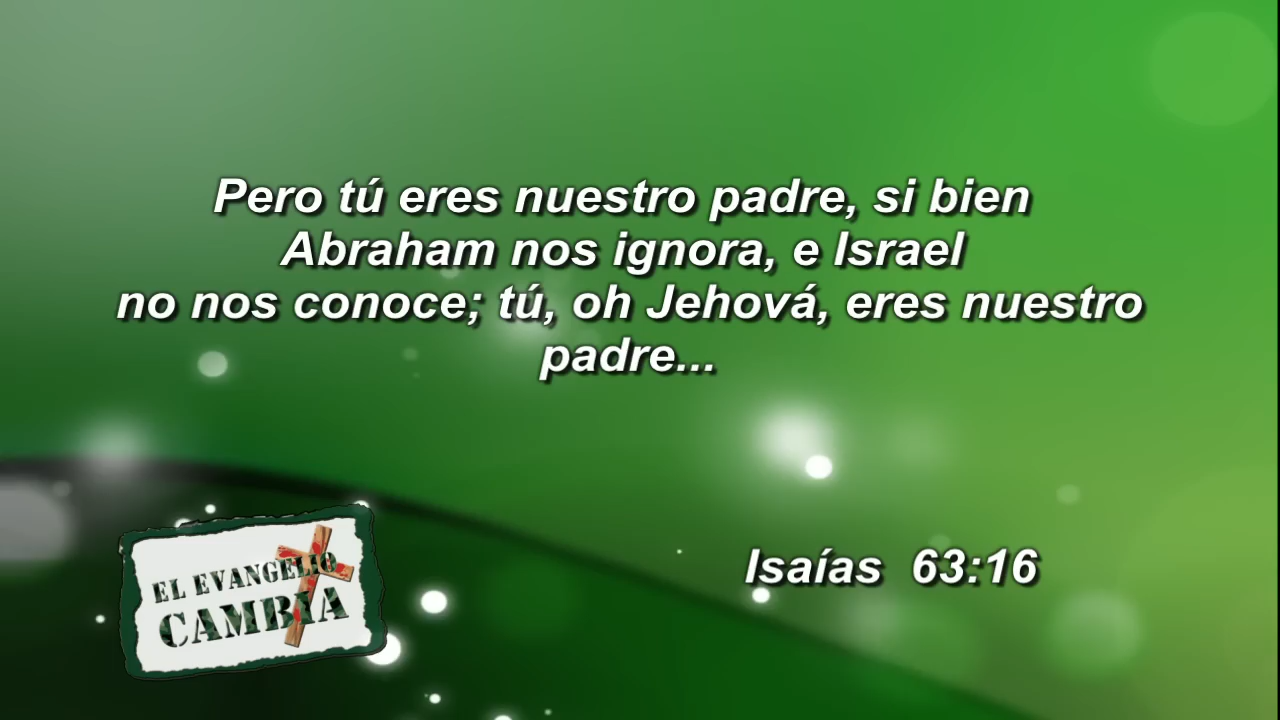 Pero tú eres nuestro padre, si bien
Abraham nos ignora, e Israel
no nos conoce; tú, oh Jehová, eres nuestro
padre...
Isaías 63:16
EL EVANGELIO
CAMBIA